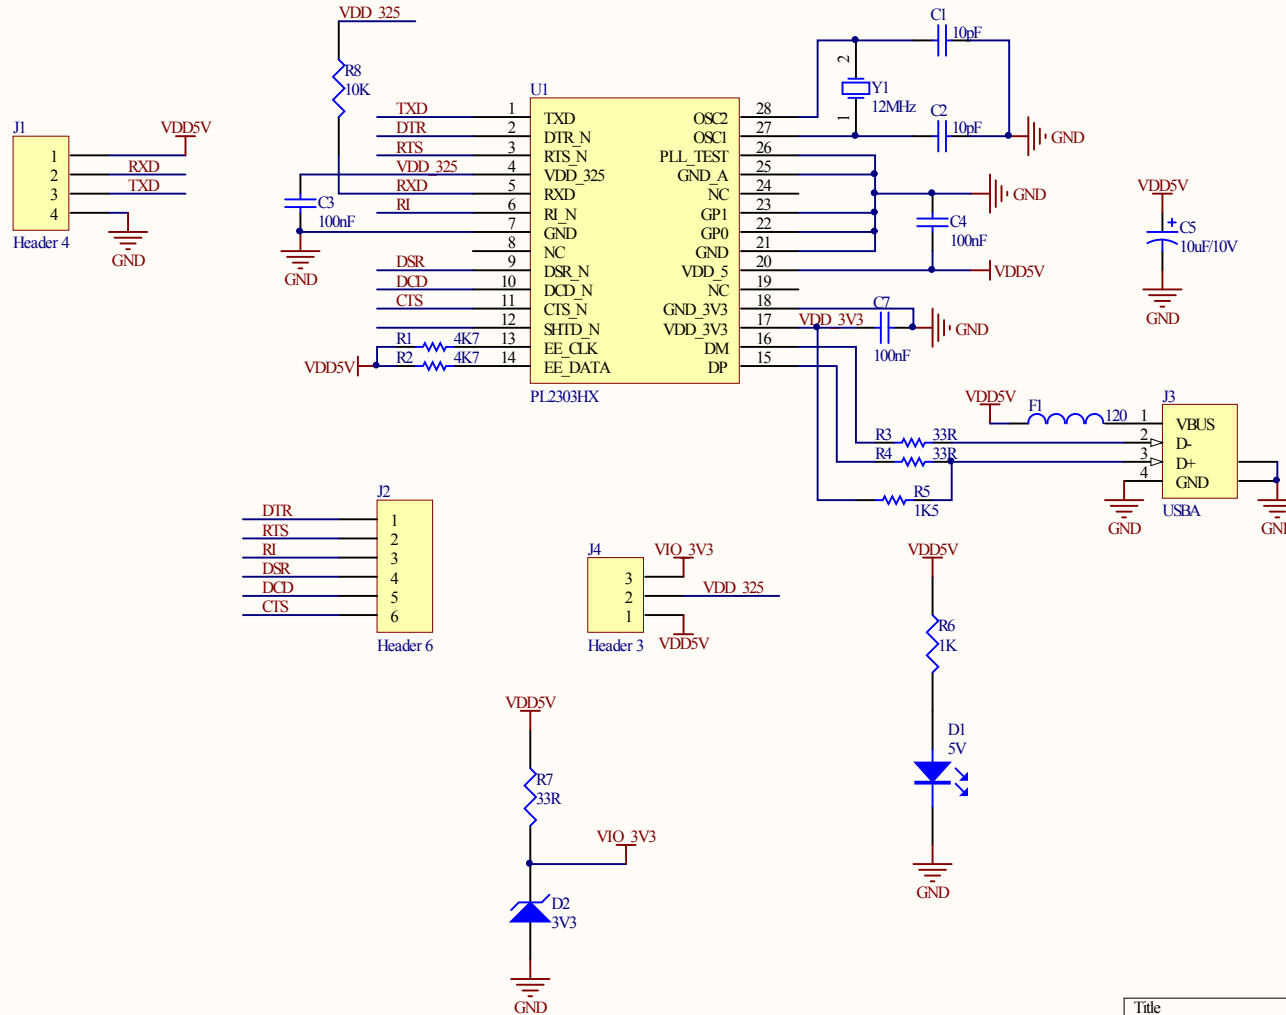 VDD_325
R8
10K
J1
VDD5V
1
2
RXD
3
TXD
4
Header 4
GND
U1
TXD
1
TXD
DTR
2
DTR_N
RTS
3
RTS_N
VDD_325
4
VDD_325
RXD
5
RXD
RI
6
RI_N
7
GND
8
NC
DSR
9
DSR_N
DCD
10
DCD_N
CTS
11
CTS_N
12
SHTD_N
R1
4K7
13
EE_CLK
VDD5V
R2
4K7
14
EE_DATA
PL2303HX
C3
100nF
GND
OSC2
28
OSC1
27
PLL_TEST
26
GND_A
25
NC
24
GP1
23
GP0
22
GND
21
VDD_5
20
NC
19
GND_3V3
18
VDD_3V3
17
DM
16
DP
15
C1
10pF
2
Y1
12MHz
1
C2
10pF
GND
GND
C4
100nF
VDD5V
VDD_3V3
C7
100nF
GND
VDD5V
C5
+
10uF/10V
GND
VDD5V
F1
120
J3
1
VBUS
2
D-
3
D+
4
GND
USBA
GND
R3
33R
R4
33R
R5
1K5
J2
DTR
1
RTS
2
RI
3
DSR
4
DCD
5
CTS
6
Header 6
J4
VIO_3V3
3
2
VDD_325
1
VDD5V
Header 3
VDD5V
R6
1K
D1
5V
GND
VDD5V
R7
33R
VIO_3V3
D2
3V3
GND
Title